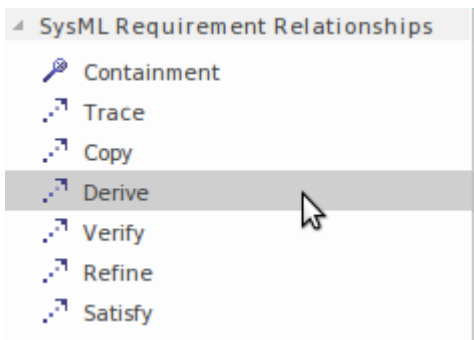 SysML Requirement Relationships
Containment
Trace
Copy
Derive
Verify
Refine
Satisfy